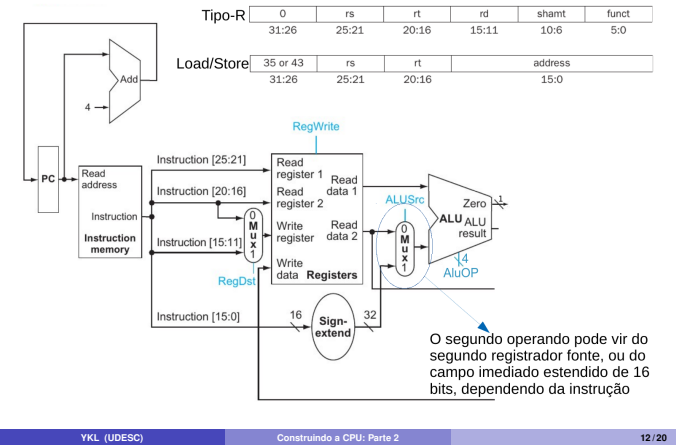 Tipo-R 0 rs rt rd shamt funct
31:26 25:21 20:16 15:11 10:6 5:0
Load/Store 35 or 43 rs rt address
31:26 25:21 20:16 15:0
Add
4
RegWrite
PC
Read
address
Instruction
Instruction
memory
Instruction [25:21]
Instruction [20:16]
Instruction [15:11]
Instruction [15:0]
0
M
u
x
1
RegDst
Read
register 1
Read
register 2
Write
register
Write
data
Registers
Read
data 1
Read
data 2
ALUSrc
0
M
u
x
1
Zero
1
ALU
ALU
result
4
AluOP
16
Sign-
extend
32
O segundo operando pode vir do
segundo registrador fonte, ou do
campo imediado estendido de 16
bits, dependendo da instrução
YKL (UDESC) Construindo a CPU: Parte 2 12 / 20